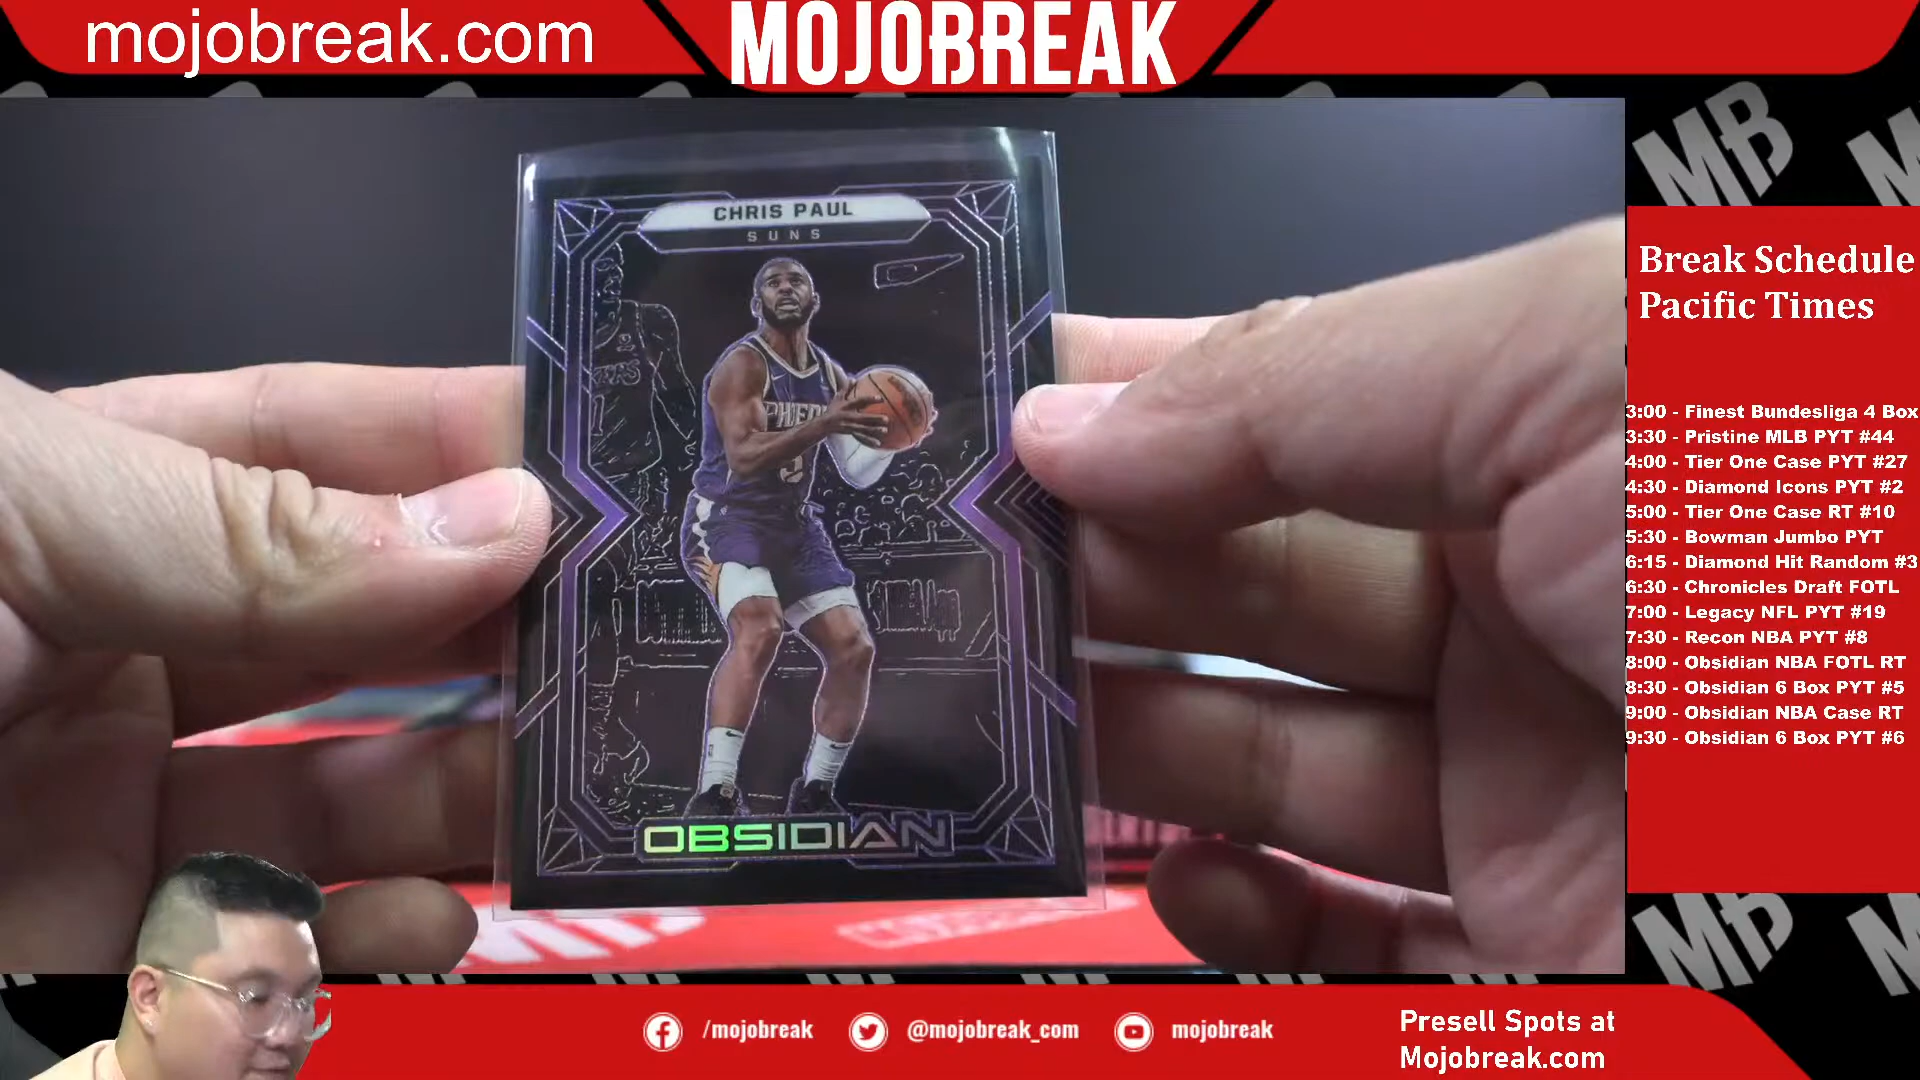 mojobreak.com
MOJOBREAK
CHRIS PAUL
SUNS
OBSIDIAN
Break Schedule
Pacific Times
3:00 - Finest Bundesliga 4 Box
3:30 - Pristine MLB PYT #44
4:00 - Tier One Case PYT #27
4:30 - Diamond Icons PYT #2
5:00 - Tier One Case RT #10
5:30 - Bowman Jumbo PYT
6:15 - Diamond Hit Random #3
6:30 - Chronicles Draft FOTL
7:00 - Legacy NFL PYT #19
7:30 - Recon NBA PYT #8
8:00 - Obsidian NBA FOTL RT
8:30 - Obsidian 6 Box PYT #5
9:00 - Obsidian NBA Case RT
9:30 - Obsidian 6 Box PYT #6
MB
MB
/mojobreak
@mojobreak_com
mojobreak
Presell Spots at
Mojobreak.com